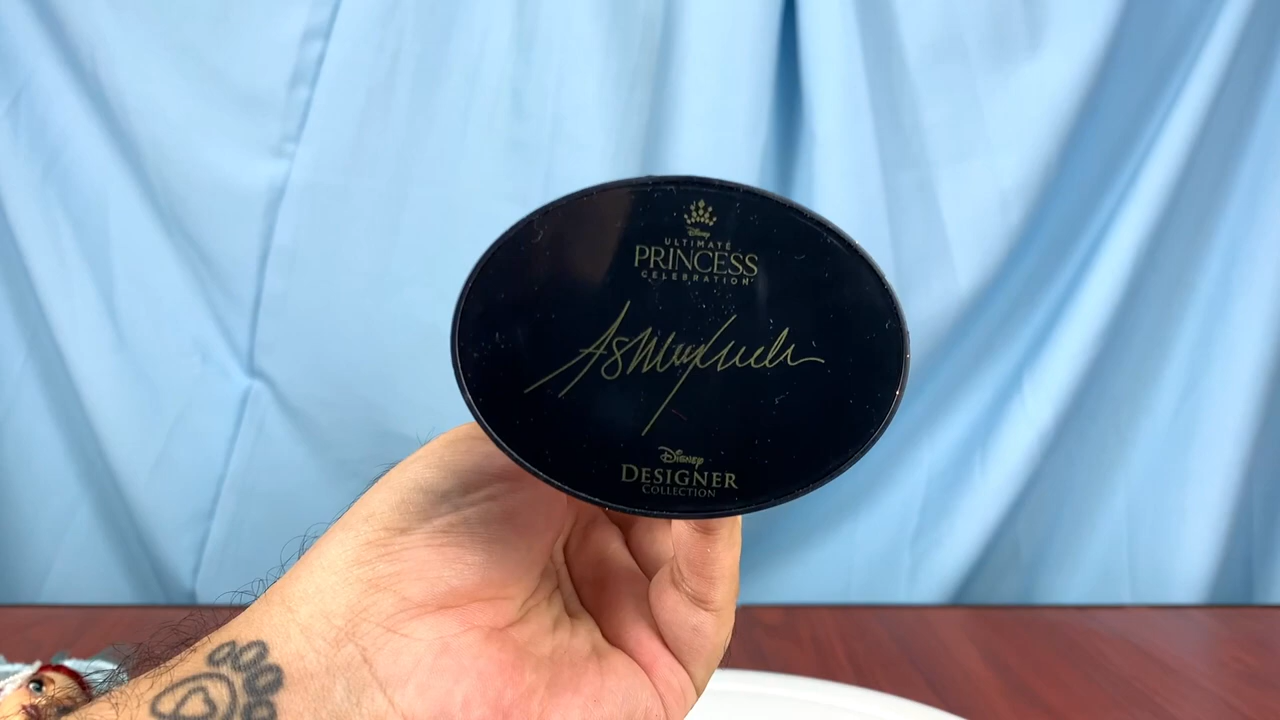 Disney
ULTIMATE
PRINCESS
CELEBRATION
Disney
DESIGNER
COLLECTION